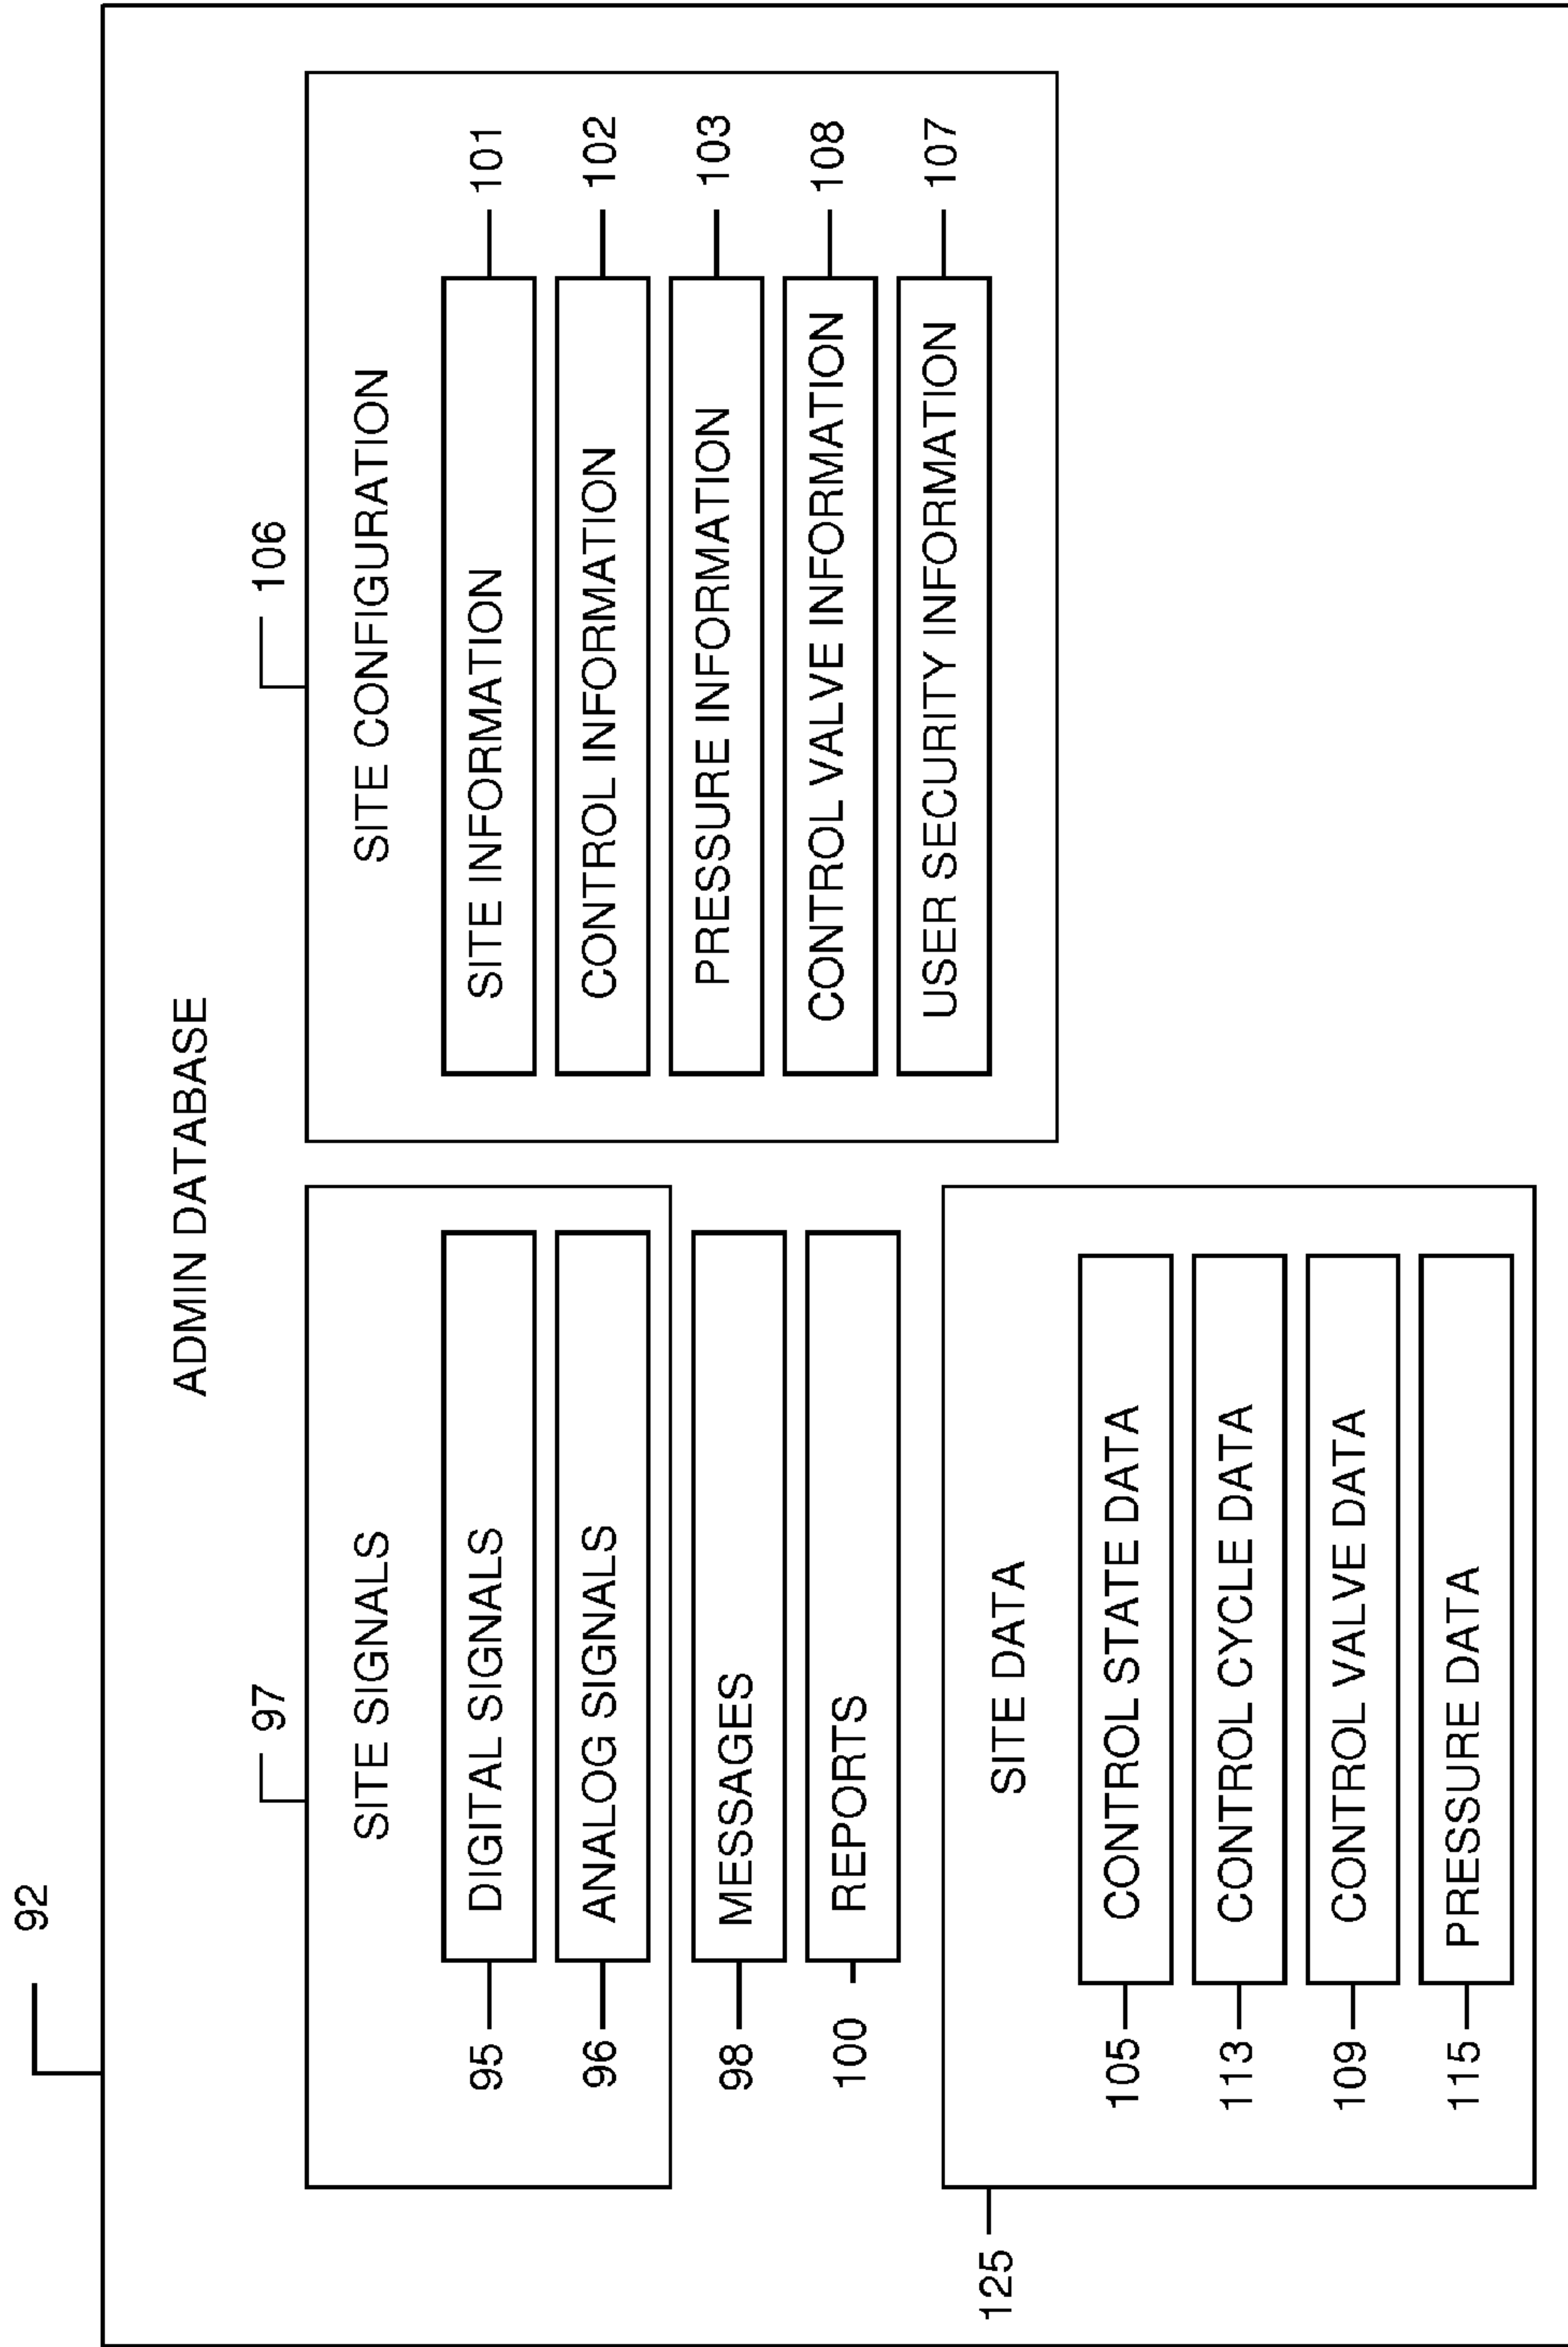 92
ADMIN DATABASE
97
SITE SIGNALS
95
DIGITAL SIGNALS
96
ANALOG SIGNALS
98
MESSAGES
100
REPORTS
106
SITE CONFIGURATION
SITE INFORMATION
101
CONTROL INFORMATION
102
PRESSURE INFORMATION
103
CONTROL VALVE INFORMATION
108
USER SECURITY INFORMATION
107
125
SITE DATA
105
CONTROL STATE DATA
113
CONTROL CYCLE DATA
109
CONTROL VALVE DATA
115
PRESSURE DATA